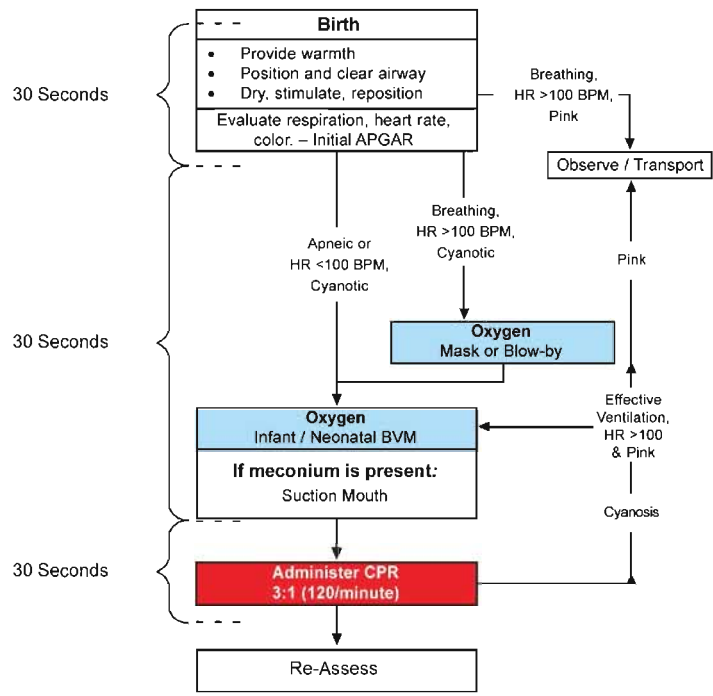 Birth
• Provide warmth
• Position and clear airway
• Dry, stimulate, reposition
Evaluate respiration, heart rate,
color. – Initial APGAR
30 Seconds
Breathing,
HR >100 BPM,
Pink
Observe / Transport
Apneic or
HR <100 BPM,
Cyanotic
Breathing,
HR >100 BPM,
Cyanotic
Pink
30 Seconds
Oxygen
Mask or Blow-by
Oxygen
Infant / Neonatal BVM
If meconium is present:
Suction Mouth
Effective
Ventilation,
HR >100
& Pink
Cyanosis
30 Seconds
Administer CPR
3:1 (120/minute)
Re-Assess